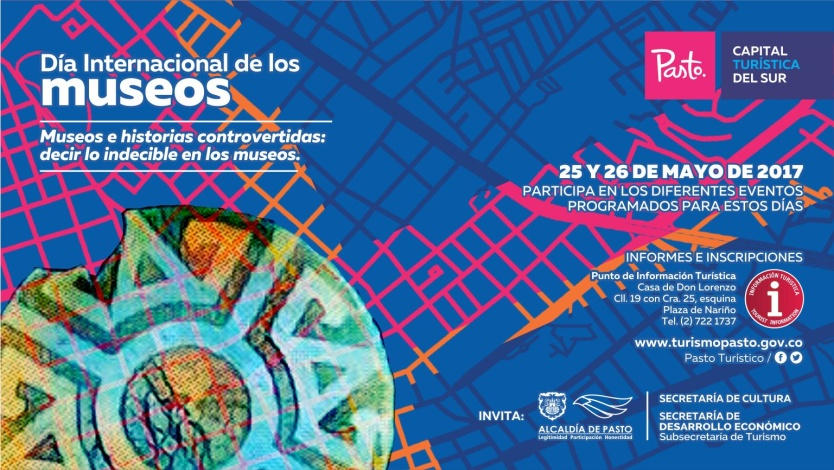 Día Internacional de los
museos
Museos e historias controvertidas:
decir lo indecible en los museos.
Pasto.
CAPITAL
TURÍSTICA
DEL SUR
25 Y 26 DE MAYO DE 2017
PARTICIPA EN LOS DIFERENTES EVENTOS
PROGRAMADOS PARA ESTOS DÍAS
INFORMES E INSCRIPCIONES
Punto de Información Turística
Casa de Don Lorenzo
Cll. 19 con Cra. 25, esquina
Plaza de Nariño
Tel. (2) 722 1737
INFORMACIÓN TURÍSTICA
i
TOURIST INFORMATION
www.turismopasto.gov.co
Pasto Turístico /
INVITA:
ALCALDÍA DE PASTO
Legitimidad Participación Honestidad
SECRETARÍA DE CULTURA
SECRETARÍA DE
DESARROLLO ECONÓMICO
Subsecretaría de Turismo